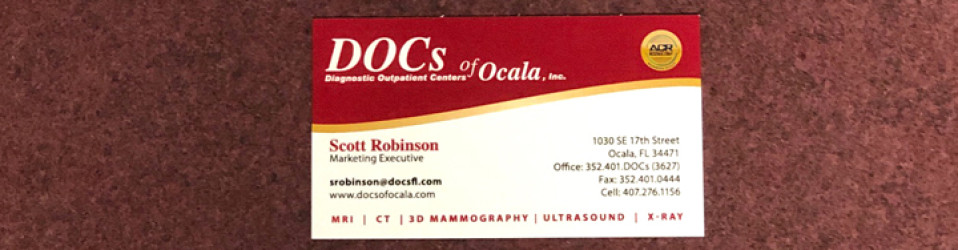 DOCs of Ocala, Inc.
Diagnostic Outpatient Centers
ACR
Scott Robinson
Marketing Executive
srobinson@docsfl.com
www.docsofocala.com
1030 SE 17th Street
Ocala, FL 34471
Office: 352.401.DOCs (3627)
Fax: 352.401.0444
Cell: 407.276.1156
MRI | CT | 3D MAMMOGRAPHY | ULTRASOUND | X-RAY